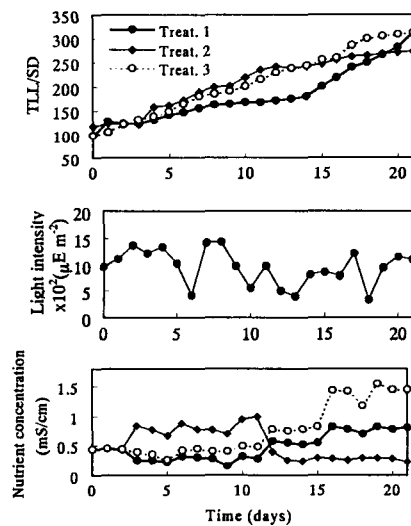 TLL/SD
350
300
250
200
150
100
50
Treat. 1
Treat. 2
Treat. 3
0 5 10 15 20
Light intensity
x10²(μE m⁻²)
20
15
10
5
0
0 5 10 15 20
Nutrient concentration
(mS/cm)
1.5
1
0.5
0
0 5 10 15 20
Time (days)